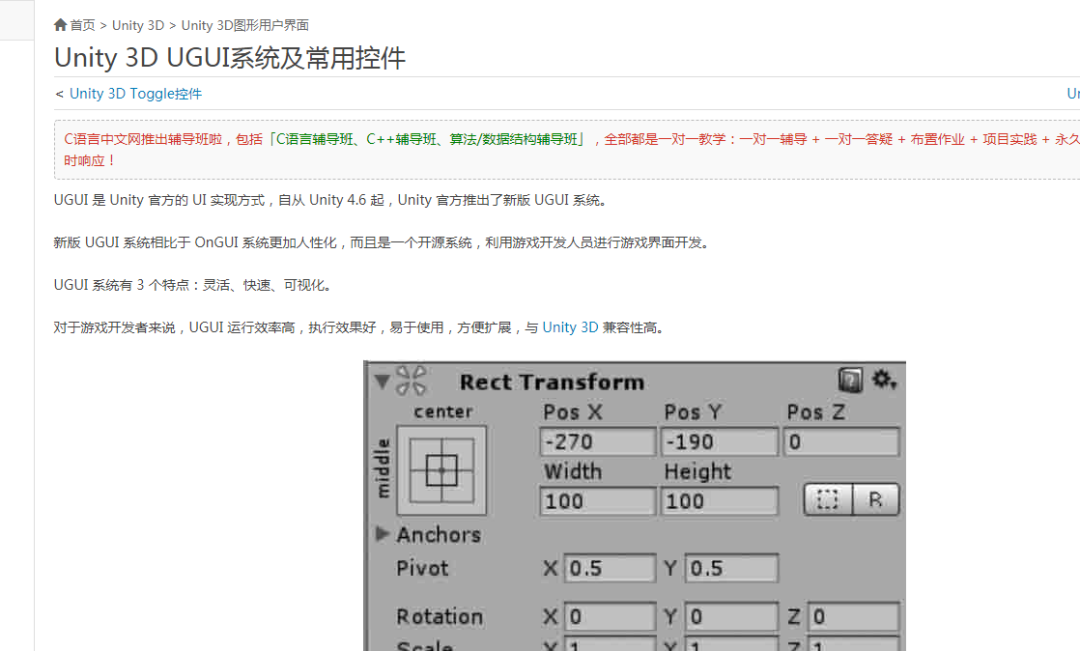 首页 > Unity 3D > Unity 3D图形用户界面
Unity 3D UGUI系统及常用控件
< Unity 3D Toggle控件
C语言中文网推出辅导班啦，包括「C语言辅导班、C++辅导班、算法/数据结构辅导班」，全部都是一对一教学：一对一辅导 + 一对一答疑 + 布置作业 + 项目实践 + 永久
时响应！
UGUI 是 Unity 官方的 UI 实现方式，自从 Unity 4.6 起，Unity 官方推出了新版 UGUI 系统。
新版 UGUI 系统相比于 OnGUI 系统更加人性化，而且是一个开源系统，利用游戏开发人员进行游戏界面开发。
UGUI 系统有 3 个特点：灵活、快速、可视化。
对于游戏开发者来说，UGUI 运行效率高，执行效果好，易于使用，方便扩展，与 Unity 3D 兼容性高。
Rect Transform
center
middle
Pos X Pos Y Pos Z
-270 -190 0
Width Height
100 100 R
Anchors
Pivot X 0.5 Y 0.5
Rotation X 0 Y 0 Z 0
Scale X 1 Y 1 Z 1